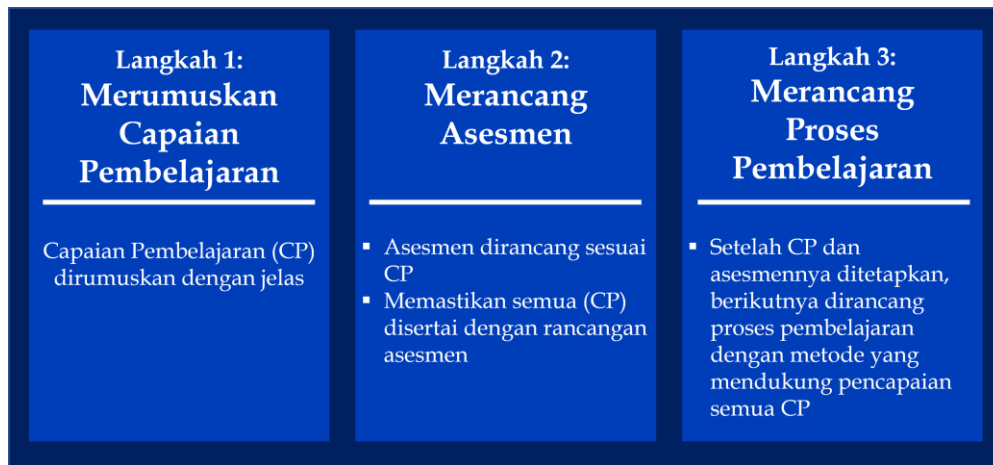 Langkah 1:
Merumuskan
Capaian
Pembelajaran
Capaian Pembelajaran (CP)
dirumuskan dengan jelas
Langkah 2:
Merancang
Asesmen
▪ Asesmen dirancang sesuai
CP
▪ Memastikan semua (CP)
disertai dengan rancangan
asesmen
Langkah 3:
Merancang
Proses
Pembelajaran
▪ Setelah CP dan
asesmennya ditetapkan,
berikutnya dirancang
proses pembelajaran
dengan metode yang
mendukung pencapaian
semua CP